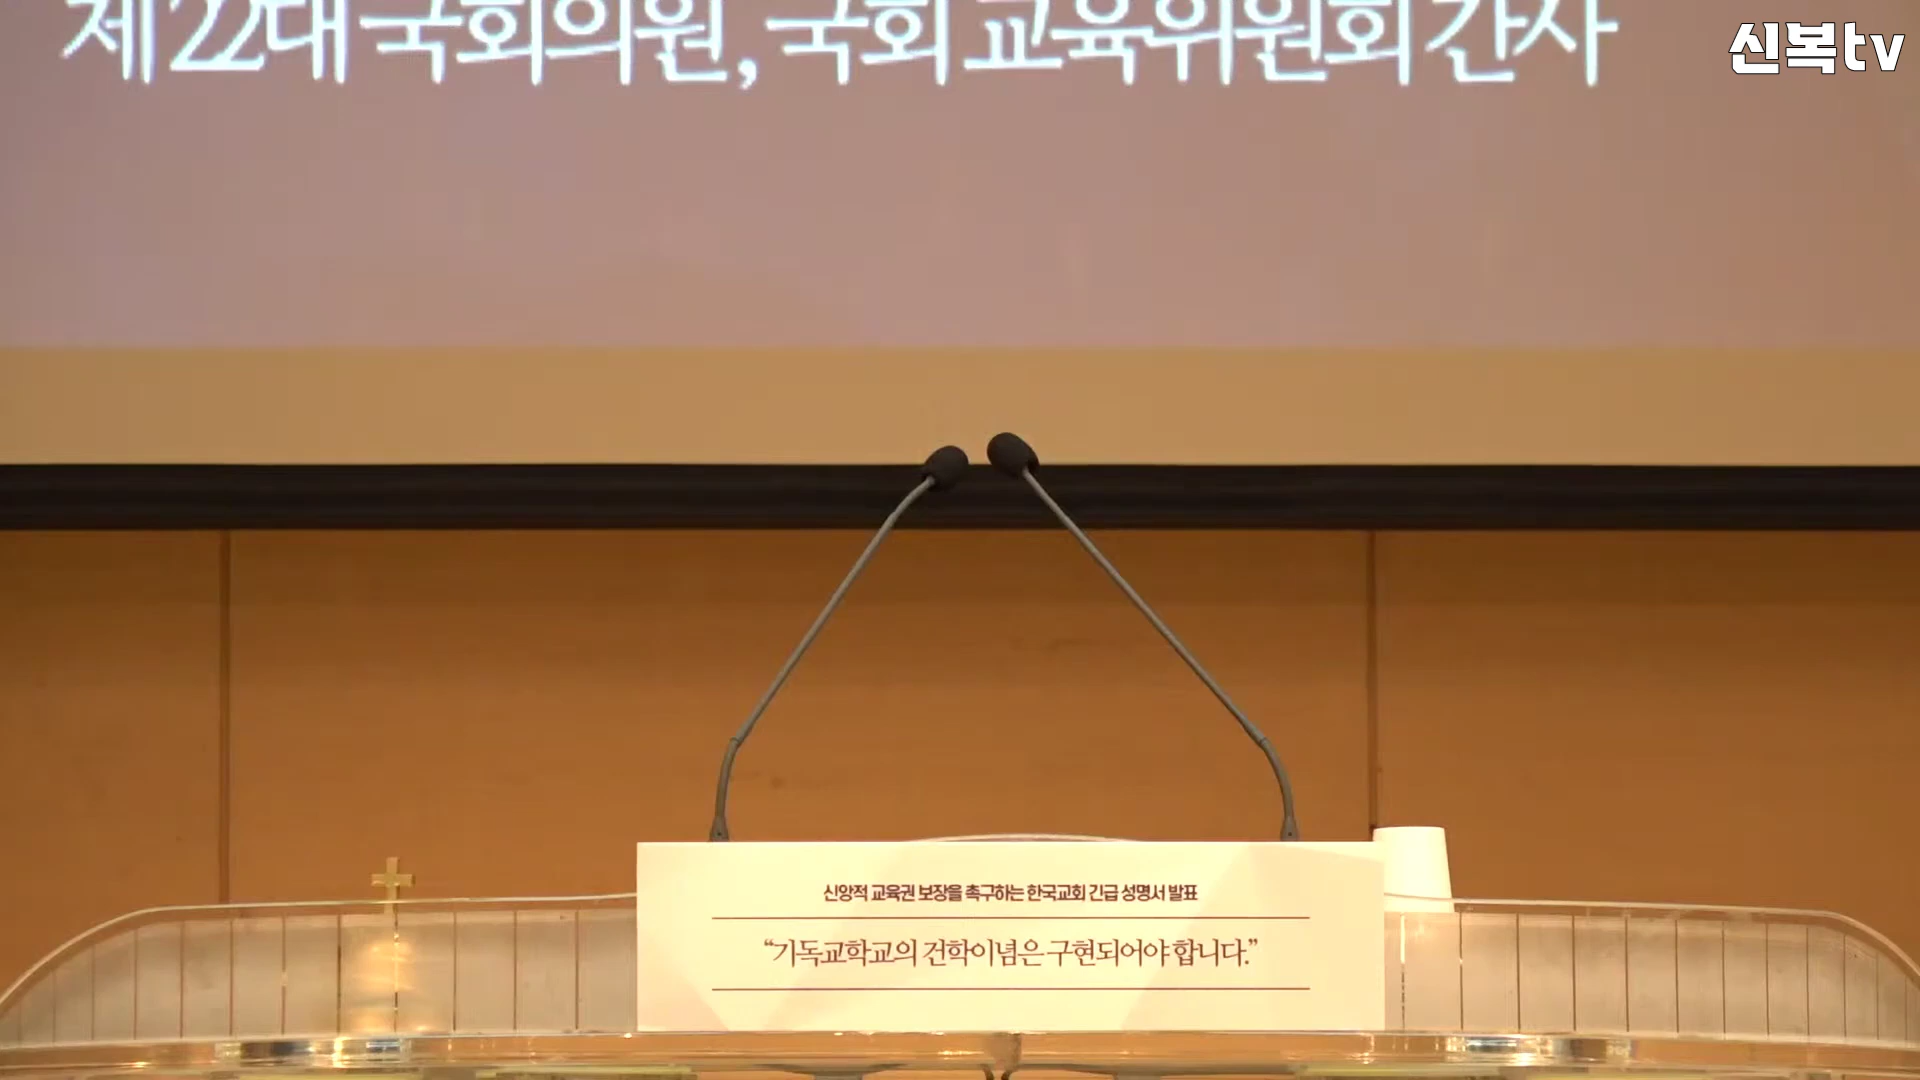 제22대 국회의원, 국회 교육위원회 간사
신복tv
신앙적 교육권 보장을 촉구하는 한국교회 긴급 성명서 발표
“기독교학교의 건학이념은 구현되어야 합니다.”